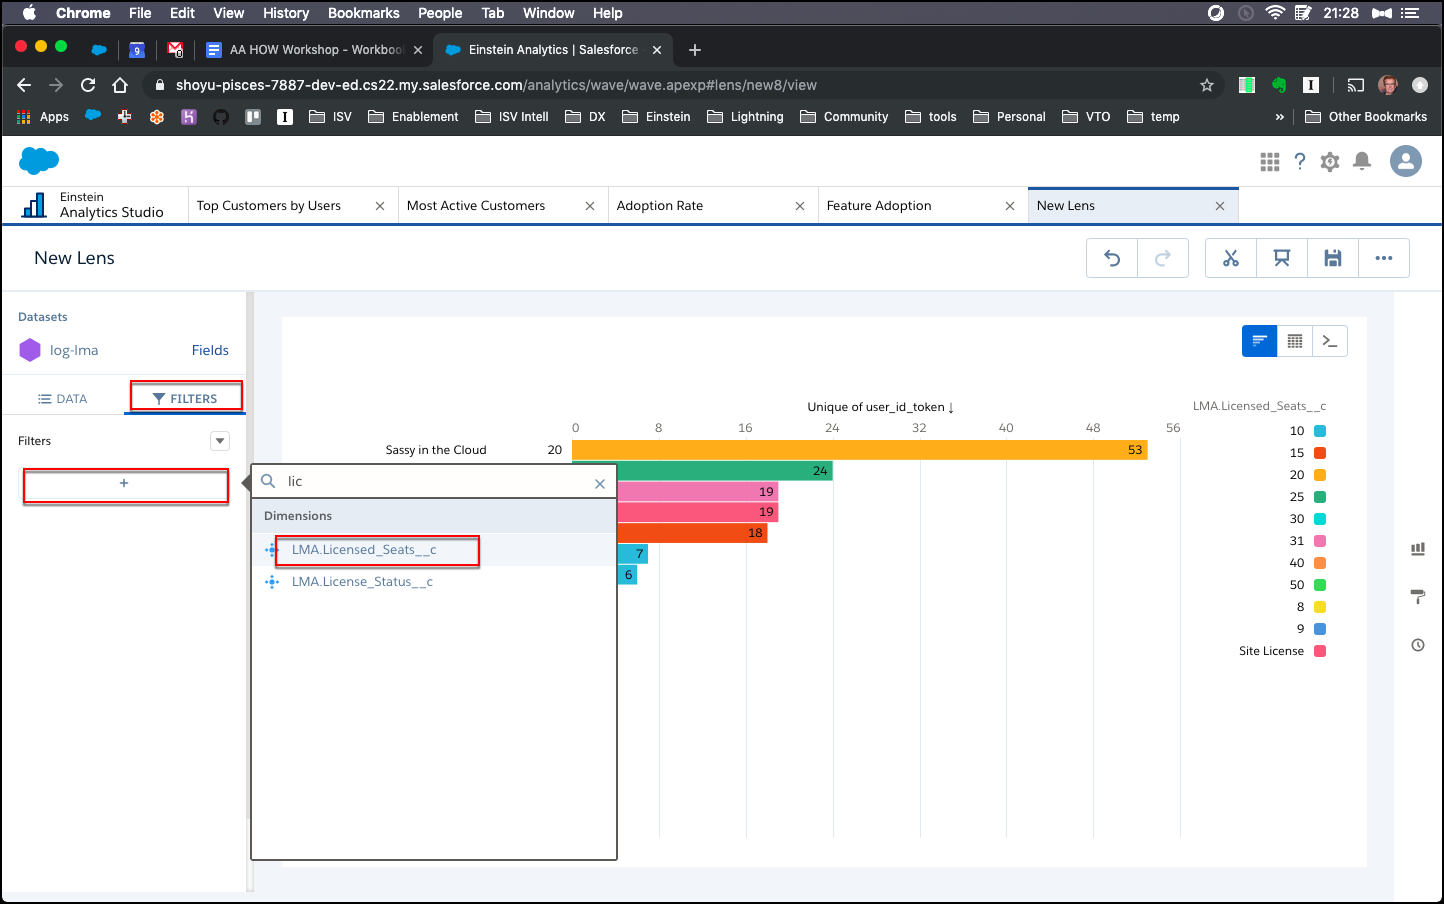 Chrome File Edit View History Bookmarks People Tab Window Help 21:28
9 0 AA HOW Workshop - Workboo Einstein Analytics | Salesforce
shoyu-pisces-7887-dev-ed.cs22.my.salesforce.com/analytics/wave/wave.apexp#lens/new8/view
Apps ISV Enablement ISV Intell DX Einstein Lightning Community tools Personal VTO temp » Other Bookmarks
Einstein
Analytics Studio
Top Customers by Users
Most Active Customers
Adoption Rate
Feature Adoption
New Lens
New Lens
Datasets
log-lma Fields
DATA FILTERS
Filters
+
lic
Dimensions
LMA.Licensed_Seats__c
LMA.License_Status__c
Unique of user_id_token ↓
0 8 16 24 32 40 48 56
Sassy in the Cloud 20 53
24
19
19
18
7
6
LMA.Licensed_Seats__c
10
15
20
25
30
31
40
50
8
9
Site License